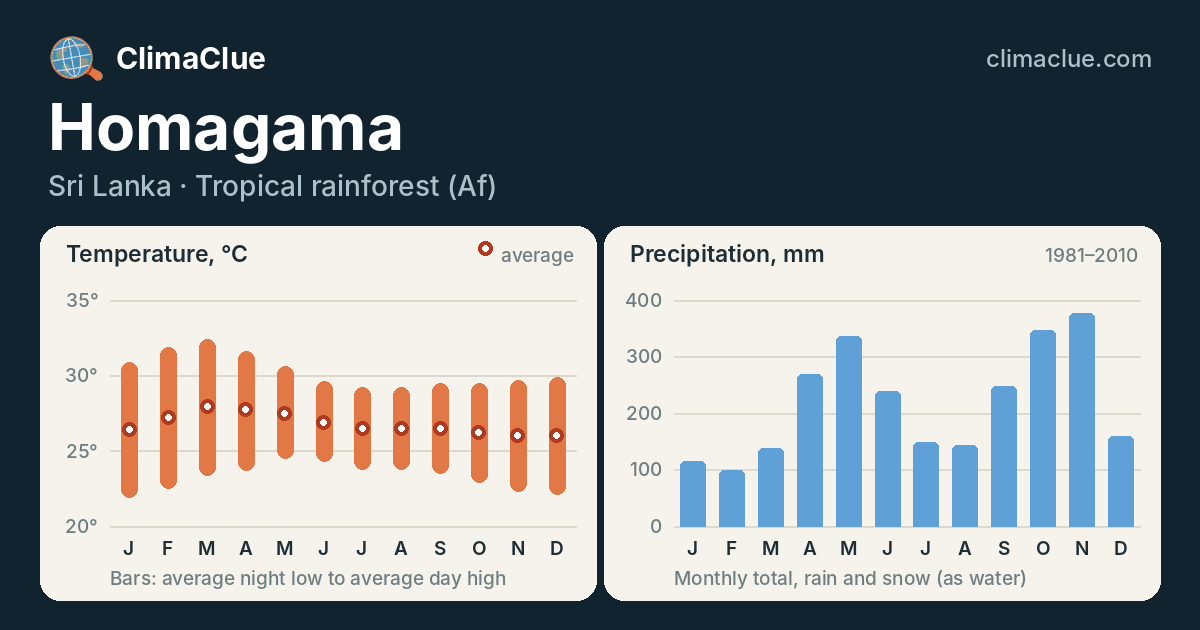 ClimaClue
climaclue.com
Homagama
Sri Lanka · Tropical rainforest (Af)
Temperature, °C
average
35°
30°
25°
20°
J F M A M J J A S O N D
Bars: average night low to average day high
Precipitation, mm
1981–2010
400
300
200
100
0
J F M A M J J A S O N D
Monthly total, rain and snow (as water)